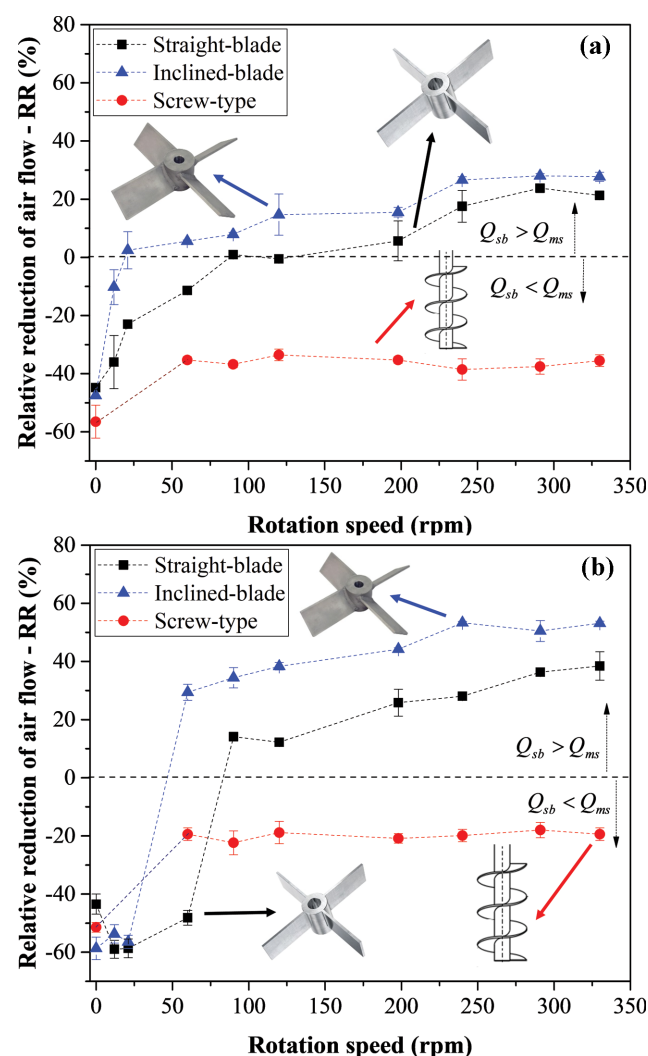 80
60
40
20
0
-20
-40
-60
Relative reduction of air flow - RR (%)
Straight-blade
Inclined-blade
Screw-type
(a)
Q_sb > Q_ms
Q_sb < Q_ms
0 50 100 150 200 250 300 350
Rotation speed (rpm)
80
60
40
20
0
-20
-40
-60
Relative reduction of air flow - RR (%)
Straight-blade
Inclined-blade
Screw-type
(b)
Q_sb > Q_ms
Q_sb < Q_ms
0 50 100 150 200 250 300 350
Rotation speed (rpm)